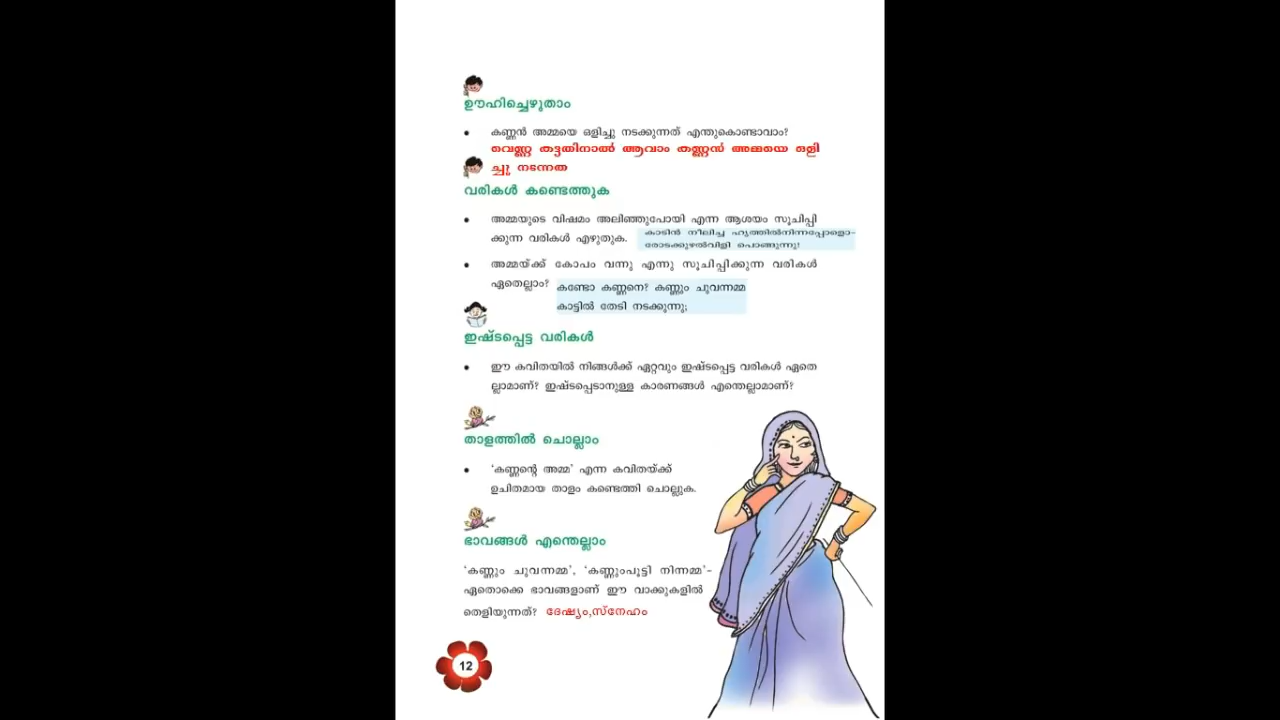 ഊഹിച്ചെഴുതാം
കണ്ണൻ അമ്മയെ ഒളിച്ചു നടക്കുന്നത് എന്തുകൊണ്ടാവാം?
വെണ്ണ കട്ടതിനാൽ ആവാം കണ്ണൻ അമ്മയെ ഒളി
ച്ചു നടന്നത
വരികൾ കണ്ടെത്തുക
അമ്മയുടെ വിഷമം അലിഞ്ഞുപോയി എന്ന ആശയം സൂചിപ്പി
ക്കുന്ന വരികൾ എഴുതുക.
കാടിൻ നീലിച്ച ഹൃത്തിൽനിന്നപ്പോളൊ-
രോടക്കുഴൽവിളി പൊങ്ങുന്നു!
അമ്മയ്ക്ക് കോപം വന്നു എന്നു സൂചിപ്പിക്കുന്ന വരികൾ
ഏതെല്ലാം?
കണ്ടോ കണ്ണനെ? കണ്ണും ചുവന്നമ്മ
കാട്ടിൽ തേടി നടക്കുന്നു;
ഇഷ്ടപ്പെട്ട വരികൾ
ഈ കവിതയിൽ നിങ്ങൾക്ക് ഏറ്റവും ഇഷ്ടപ്പെട്ട വരികൾ ഏതെ
ല്ലാമാണ്? ഇഷ്ടപ്പെടാനുള്ള കാരണങ്ങൾ എന്തെല്ലാമാണ്?
താളത്തിൽ ചൊല്ലാം
‘കണ്ണന്റെ അമ്മ’ എന്ന കവിതയ്ക്ക്
ഉചിതമായ താളം കണ്ടെത്തി ചൊല്ലുക.
ഭാവങ്ങൾ എന്തെല്ലാം
‘കണ്ണും ചുവന്നമ്മ’, ‘കണ്ണുംപൂട്ടി നിന്നമ്മ’-
ഏതൊക്കെ ഭാവങ്ങളാണ് ഈ വാക്കുകളിൽ
തെളിയുന്നത്? ദേഷ്യം,സ്നേഹം
12